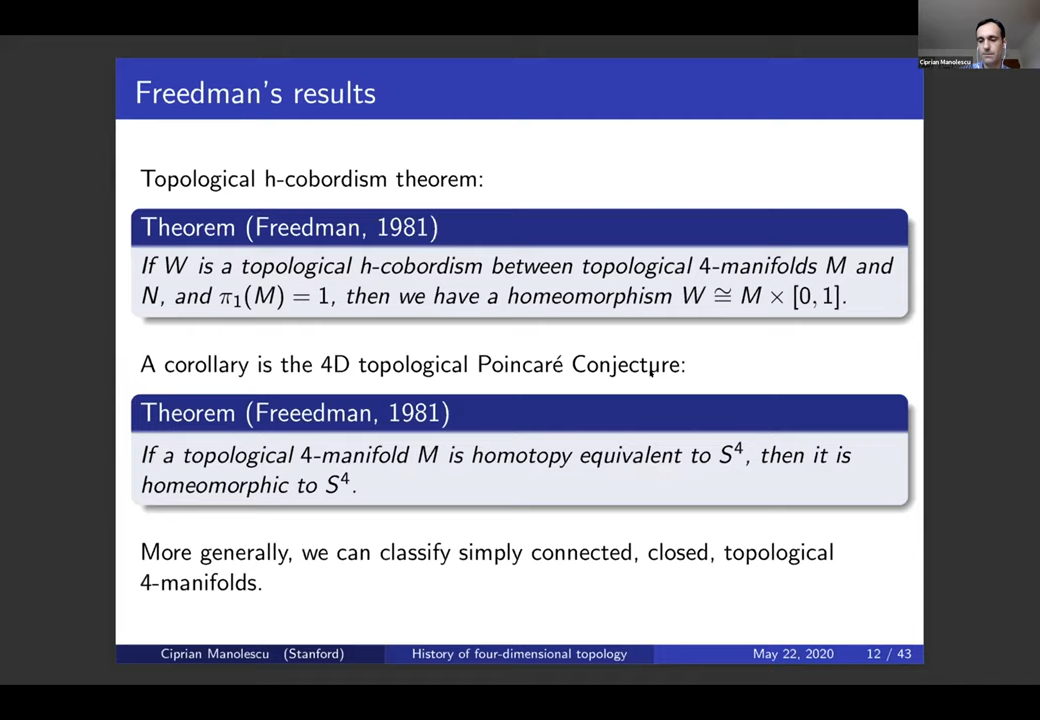 Ciprian Manolescu
Freedman's results
Topological h-cobordism theorem:
Theorem (Freedman, 1981)
If W is a topological h-cobordism between topological 4-manifolds M and
N, and π₁(M) = 1, then we have a homeomorphism W ≅ M × [0, 1].
A corollary is the 4D topological Poincaré Conjecture:
Theorem (Freeedman, 1981)
If a topological 4-manifold M is homotopy equivalent to S⁴, then it is
homeomorphic to S⁴.
More generally, we can classify simply connected, closed, topological
4-manifolds.
Ciprian Manolescu (Stanford) History of four-dimensional topology May 22, 2020 12 / 43